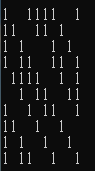 1  1111  1
11  11 1
1 1   1 1
1 11  11 1
 1111  1 1
  1 11  11
1   1 11 1
11  1  1
1 1  1  1
1 11  1  1